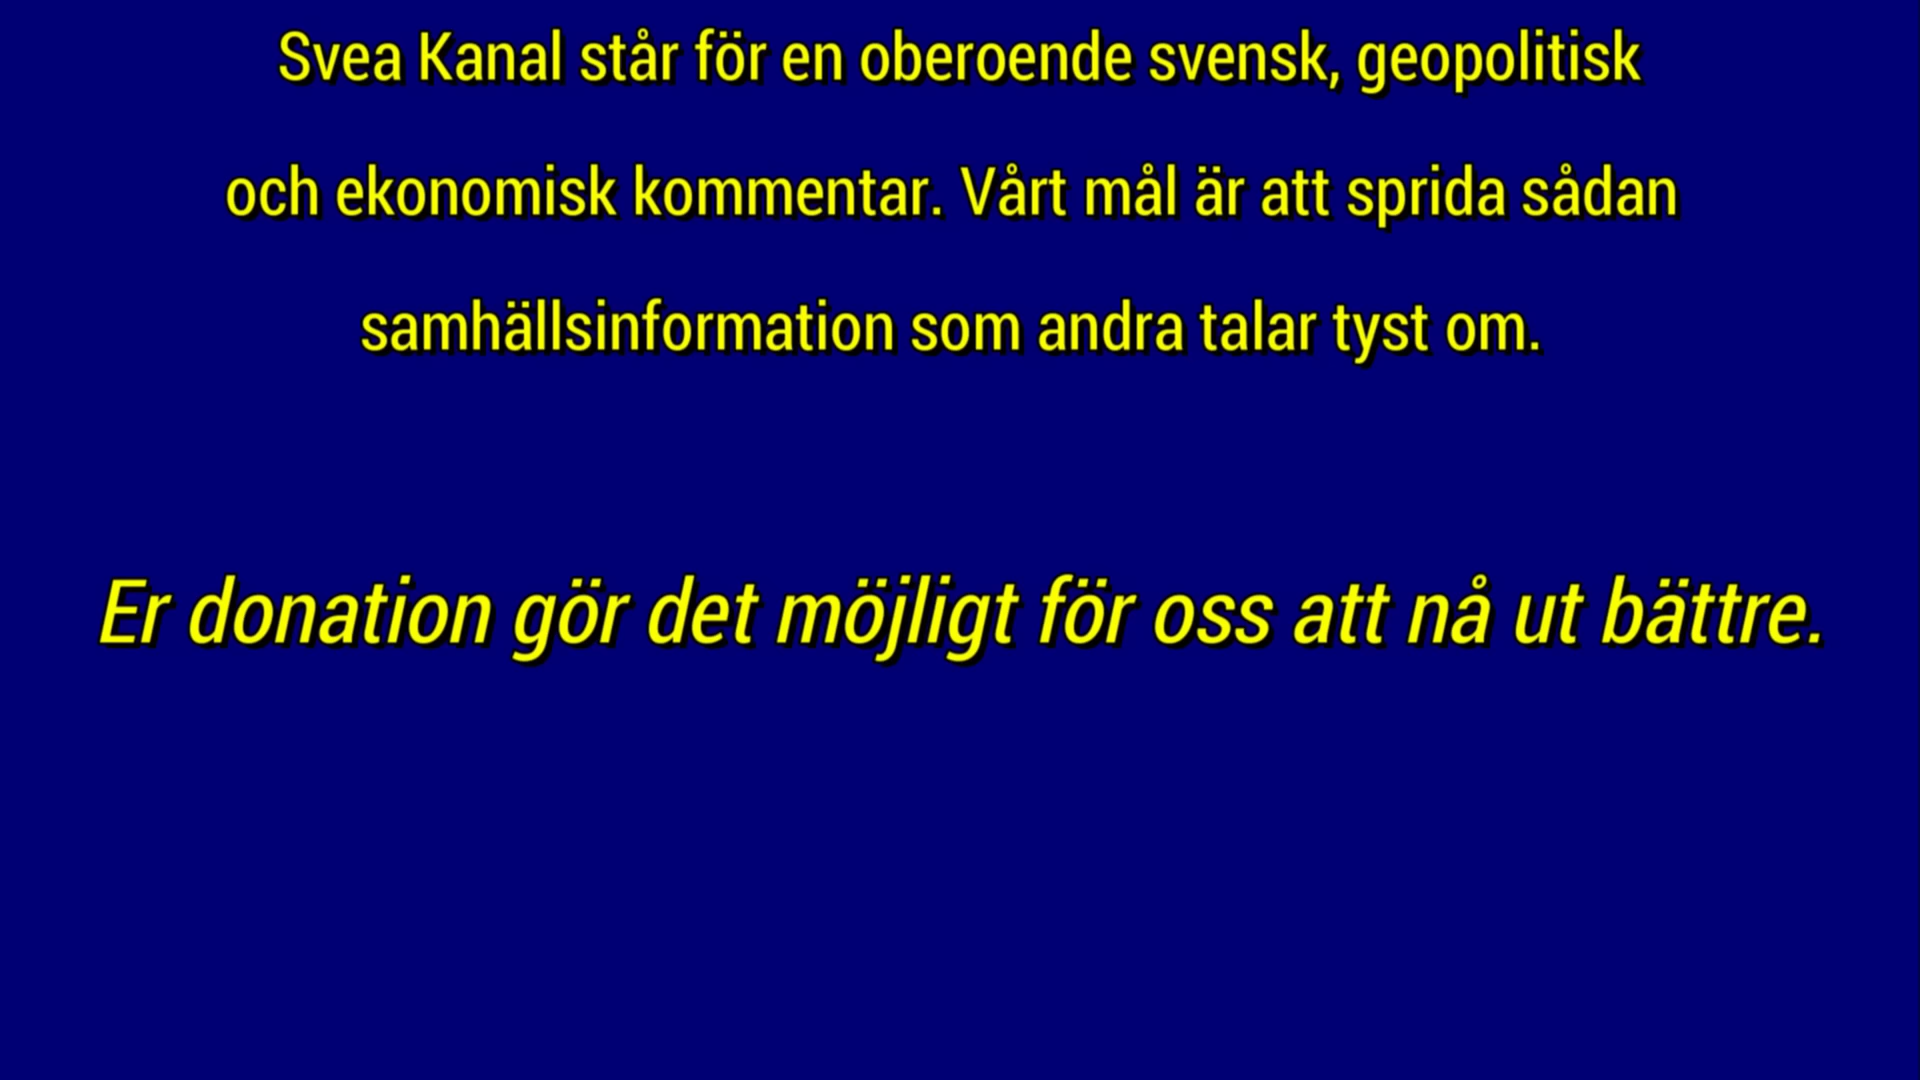 Svea Kanal står för en oberoende svensk, geopolitisk
och ekonomisk kommentar. Vårt mål är att sprida sådan
samhällsinformation som andra talar tyst om.
Er donation gör det möjligt för oss att nå ut bättre.